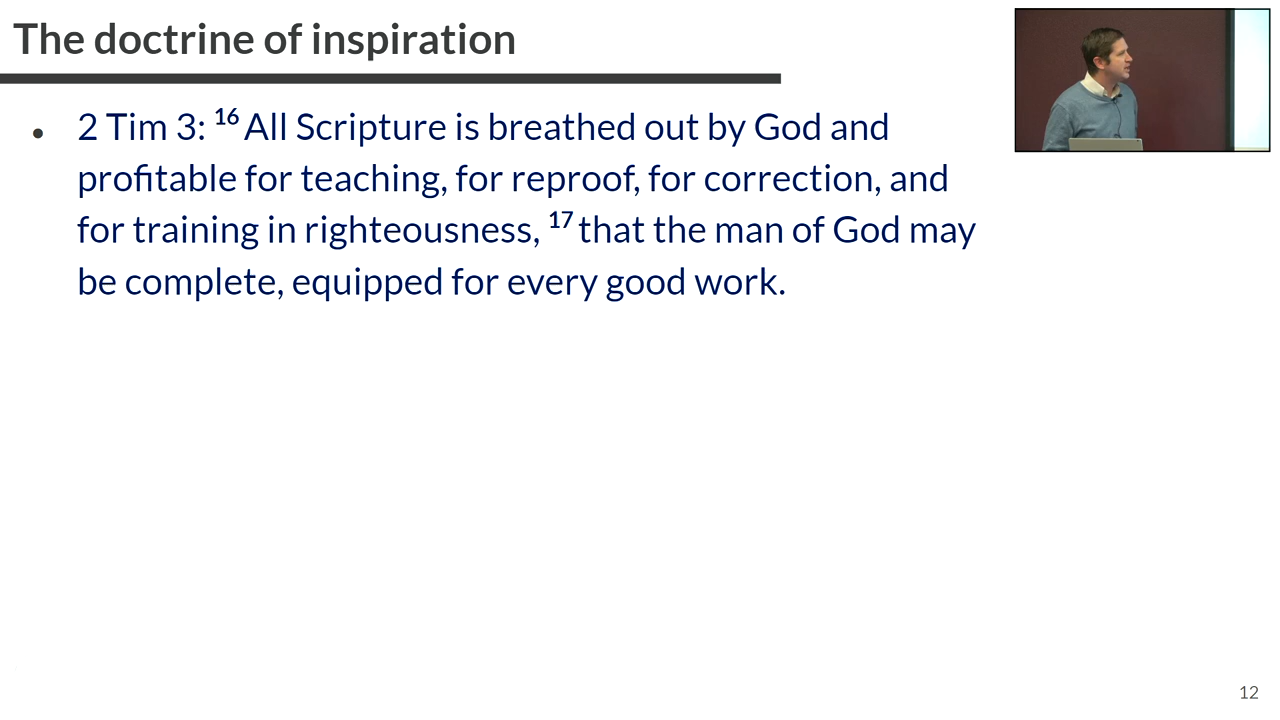 The doctrine of inspiration
• 2 Tim 3: 16 All Scripture is breathed out by God and
profitable for teaching, for reproof, for correction, and
for training in righteousness, 17 that the man of God may
be complete, equipped for every good work.
12